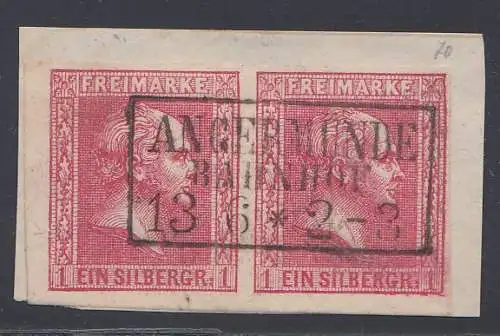 70
FREIMARKE FREIMARKE
ANGERMÜNDE
BAHNHOF
13 6 * 2-3
1 EIN SILBERGR. 1 1 EIN SILBERGR. 1